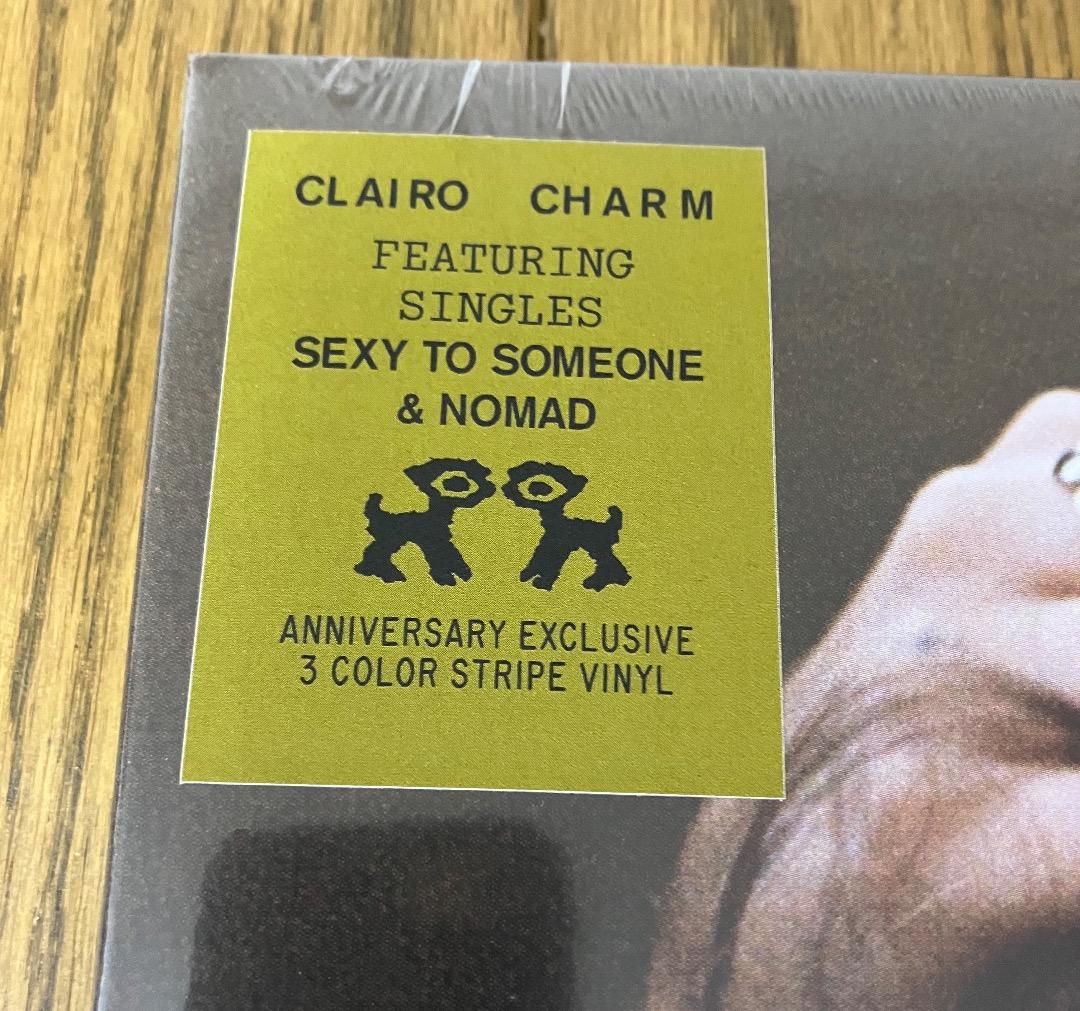 CLAIRO CHARM
FEATURING
SINGLES
SEXY TO SOMEONE
& NOMAD
ANNIVERSARY EXCLUSIVE
3 COLOR STRIPE VINYL